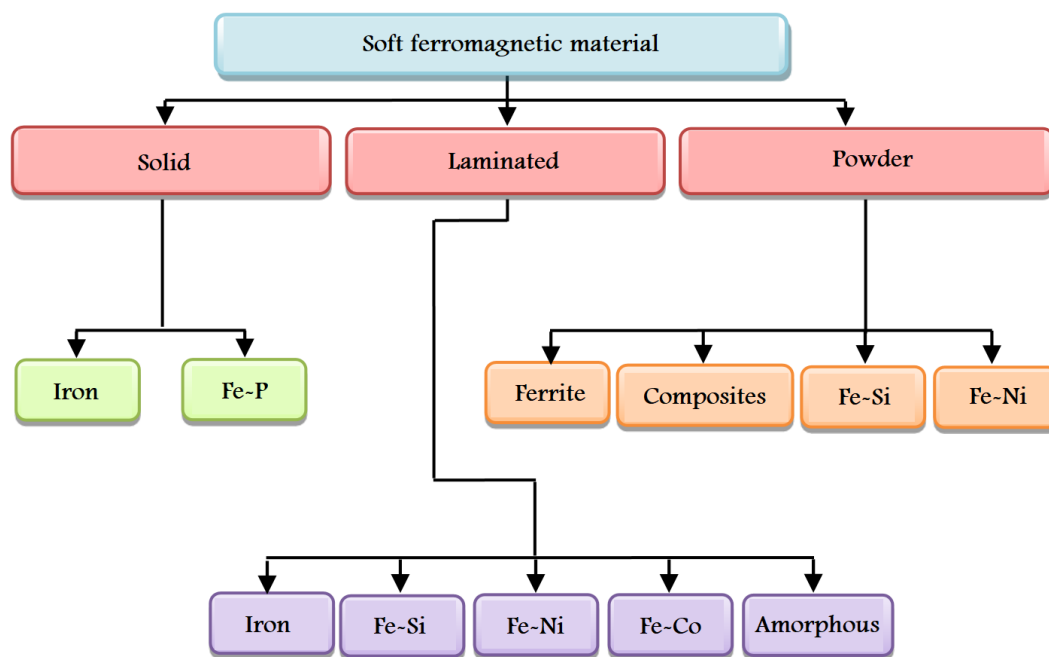 Soft ferromagnetic material
Solid
Laminated
Powder
Iron
Fe-P
Ferrite
Composites
Fe-Si
Fe-Ni
Iron
Fe-Si
Fe-Ni
Fe-Co
Amorphous